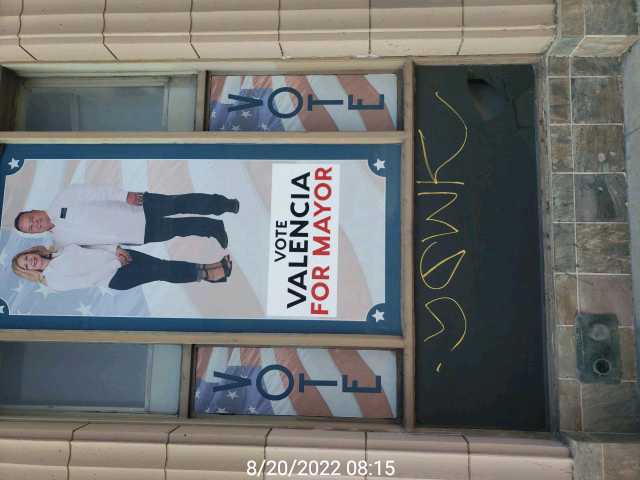 VOTE
VOTE
VALENCIA
FOR MAYOR
VOTE
8/20/2022 08:15